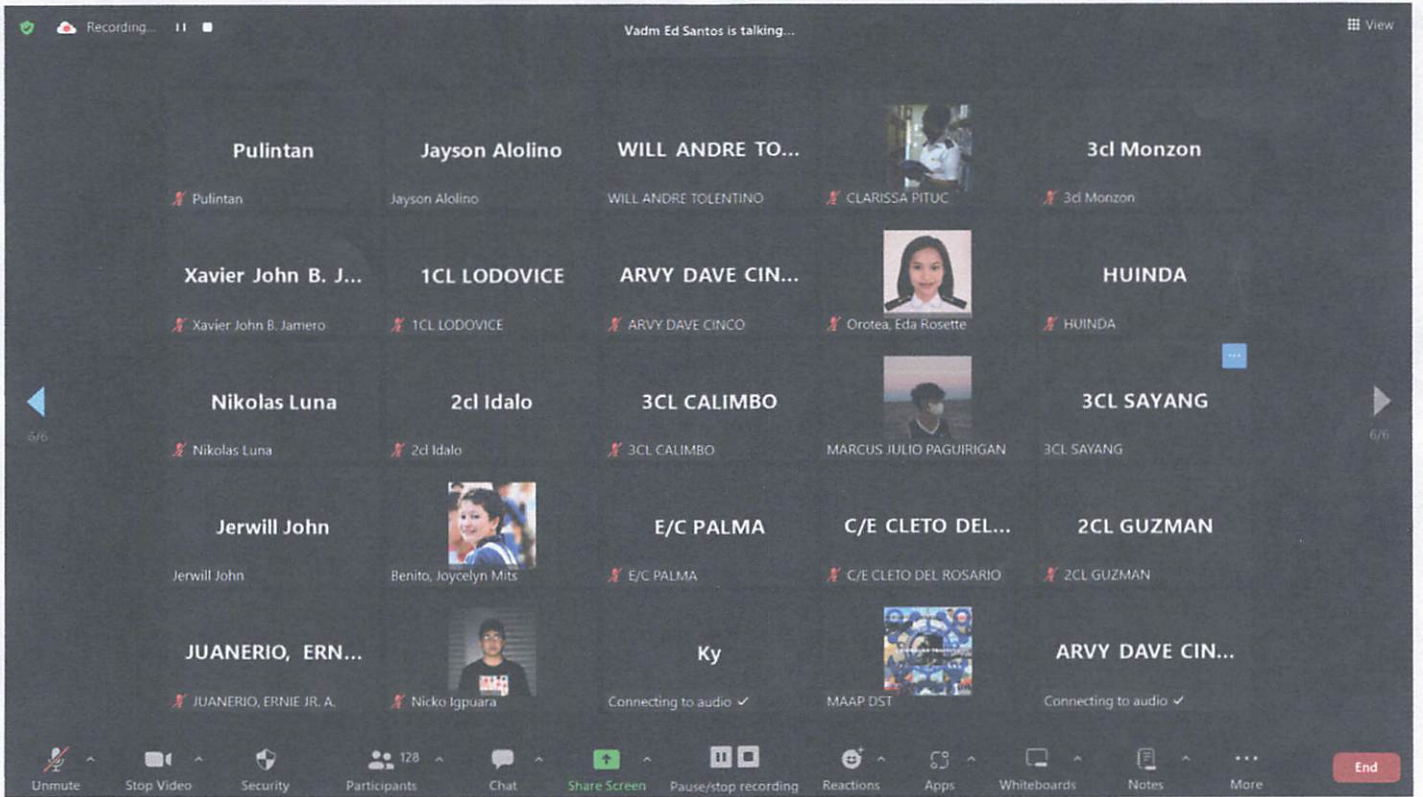 Recording...
Vadm Ed Santos is talking...
View
Pulintan
Jayson Alolino
WILL ANDRE TO...
3cl Monzon
Pulintan
Jayson Alolino
WILL ANDRE TOLENTINO
CLARISSA PITUC
3cl Monzon
Xavier John B. J...
1CL LODOVICE
ARVY DAVE CIN...
HUINDA
Xavier John B. Jamero
1CL LODOVICE
ARVY DAVE CINCO
Orotea, Eda Rosette
HUINDA
Nikolas Luna
2cl Idalo
3CL CALIMBO
3CL SAYANG
6/6
6/6
Nikolas Luna
2cl Idalo
3CL CALIMBO
MARCUS JULIO PAGUIRIGAN
3CL SAYANG
Jerwill John
E/C PALMA
C/E CLETO DEL...
2CL GUZMAN
Jerwill John
Benito, Joycelyn Mits
E/C PALMA
C/E CLETO DEL ROSARIO
2CL GUZMAN
JUANERIO, ERN...
Ky
ARVY DAVE CIN...
JUANERIO, ERNIE JR. A.
Nicko Igpuara
Connecting to audio ✓
MAAP DST
Connecting to audio ✓
128
Unmute
Stop Video
Security
Participants
Chat
Share Screen
Pause/stop recording
Reactions
Apps
Whiteboards
Notes
More
End